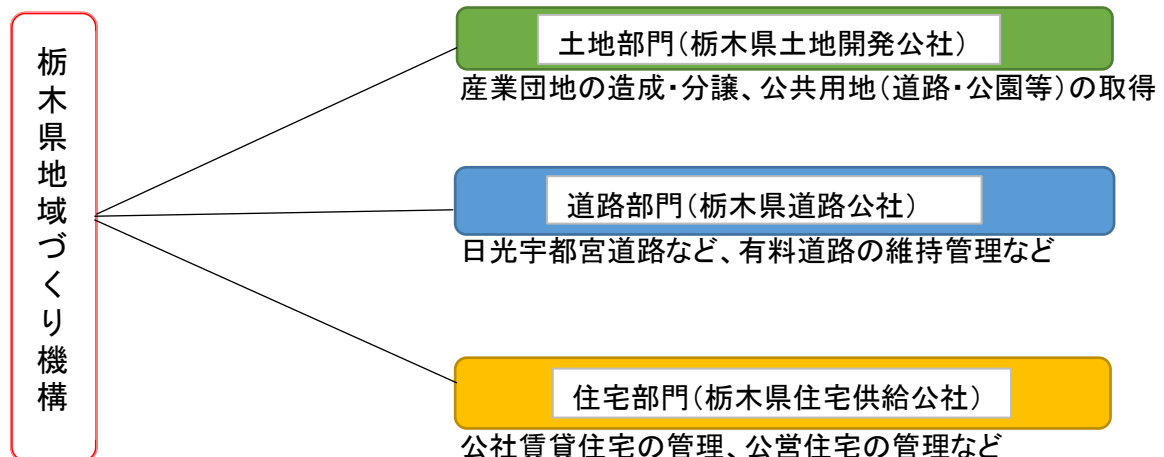 栃木県地域づくり機構
土地部門(栃木県土地開発公社)
産業団地の造成・分譲、公共用地(道路・公園等)の取得
道路部門(栃木県道路公社)
日光宇都宮道路など、有料道路の維持管理など
住宅部門(栃木県住宅供給公社)
公社賃貸住宅の管理、公営住宅の管理など